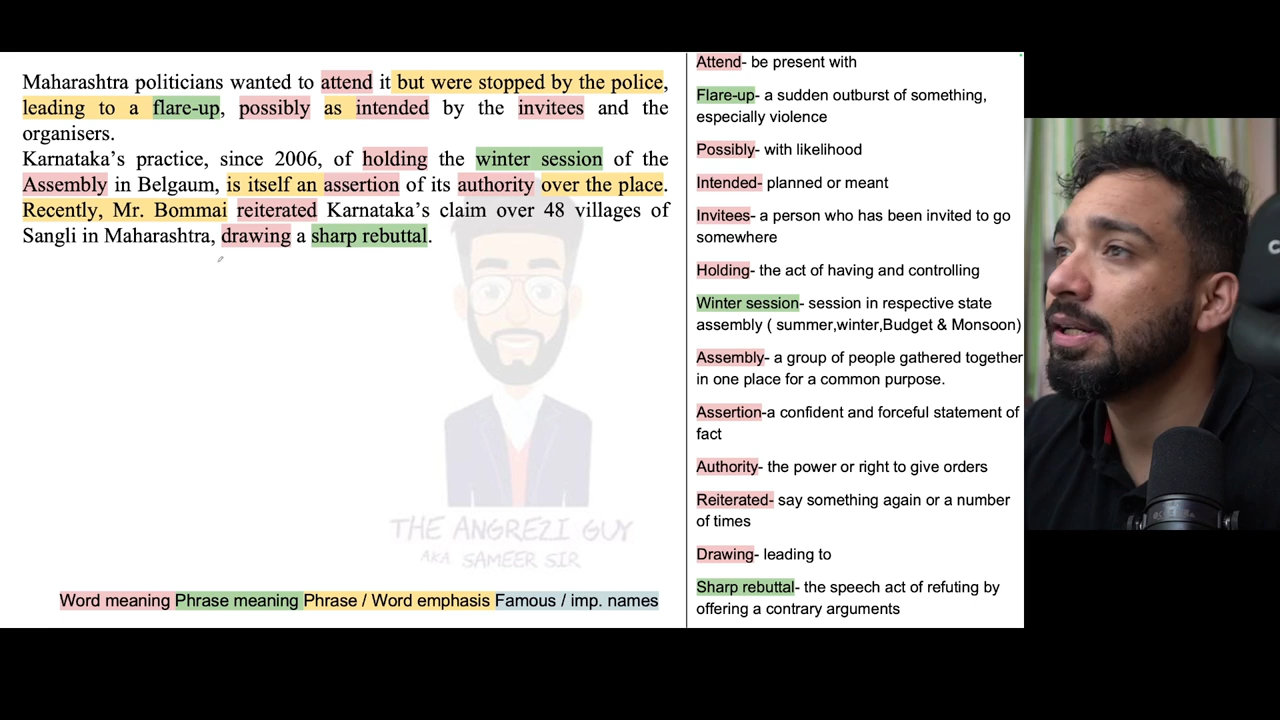 Maharashtra politicians wanted to attend it but were stopped by the police,
leading to a flare-up, possibly as intended by the invitees and the
organisers.
Karnataka's practice, since 2006, of holding the winter session of the
Assembly in Belgaum, is itself an assertion of its authority over the place.
Recently, Mr. Bommai reiterated Karnataka's claim over 48 villages of
Sangli in Maharashtra, drawing a sharp rebuttal.
THE ANGREZI GUY
AKA SAMEER SIR
Word meaning Phrase meaning Phrase / Word emphasis Famous / imp. names
Attend- be present with
Flare-up- a sudden outburst of something,
especially violence
Possibly- with likelihood
Intended- planned or meant
Invitees- a person who has been invited to go
somewhere
Holding- the act of having and controlling
Winter session- session in respective state
assembly ( summer,winter,Budget & Monsoon)
Assembly- a group of people gathered together
in one place for a common purpose.
Assertion-a confident and forceful statement of
fact
Authority- the power or right to give orders
Reiterated- say something again or a number
of times
Drawing- leading to
Sharp rebuttal- the speech act of refuting by
offering a contrary arguments